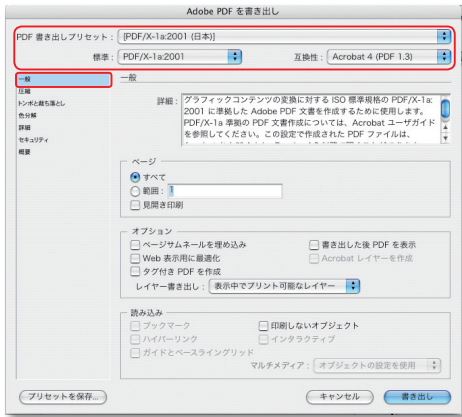 Adobe PDF を書き出し
PDF 書き出しプリセット： [PDF/X-1a:2001 (日本)]
標準： PDF/X-1a:2001 互換性： Acrobat 4 (PDF 1.3)
一般
圧縮
トンボと裁ち落とし
色分解
詳細
セキュリティ
概要
一般
詳細： グラフィックコンテンツの変換に対する ISO 標準規格の PDF/X-1a:
2001 に準拠した Adobe PDF 文書を作成するために使用します。
PDF/X-1a 準拠の PDF 文書作成については、Acrobat ユーザガイド
を参照してください。この設定で作成された PDF ファイルは、
ページ
すべて
範囲： 1
見開き印刷
オプション
ページサムネールを埋め込み 書き出した後 PDF を表示
Web 表示用に最適化 Acrobat レイヤーを作成
タグ付き PDF を作成
レイヤー書き出し： 表示中でプリント可能なレイヤー
読み込み
ブックマーク 印刷しないオブジェクト
ハイパーリンク インタラクティブ
ガイドとベースライングリッド
マルチメディア： オブジェクトの設定を使用
プリセットを保存... キャンセル 書き出し